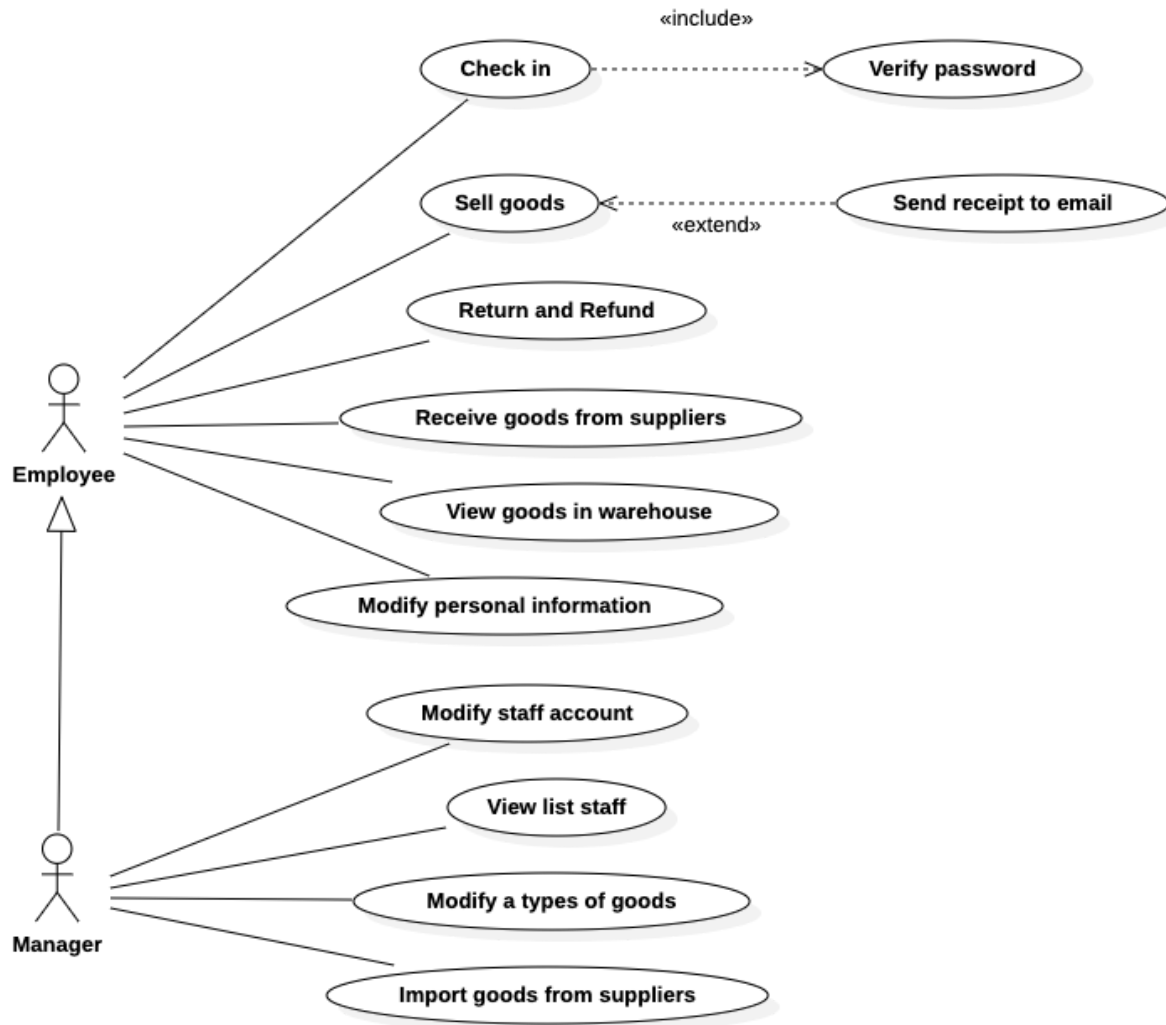 «include»
Check in
Verify password
Sell goods
Send receipt to email
«extend»
Return and Refund
Receive goods from suppliers
Employee
View goods in warehouse
Modify personal information
Modify staff account
View list staff
Modify a types of goods
Manager
Import goods from suppliers